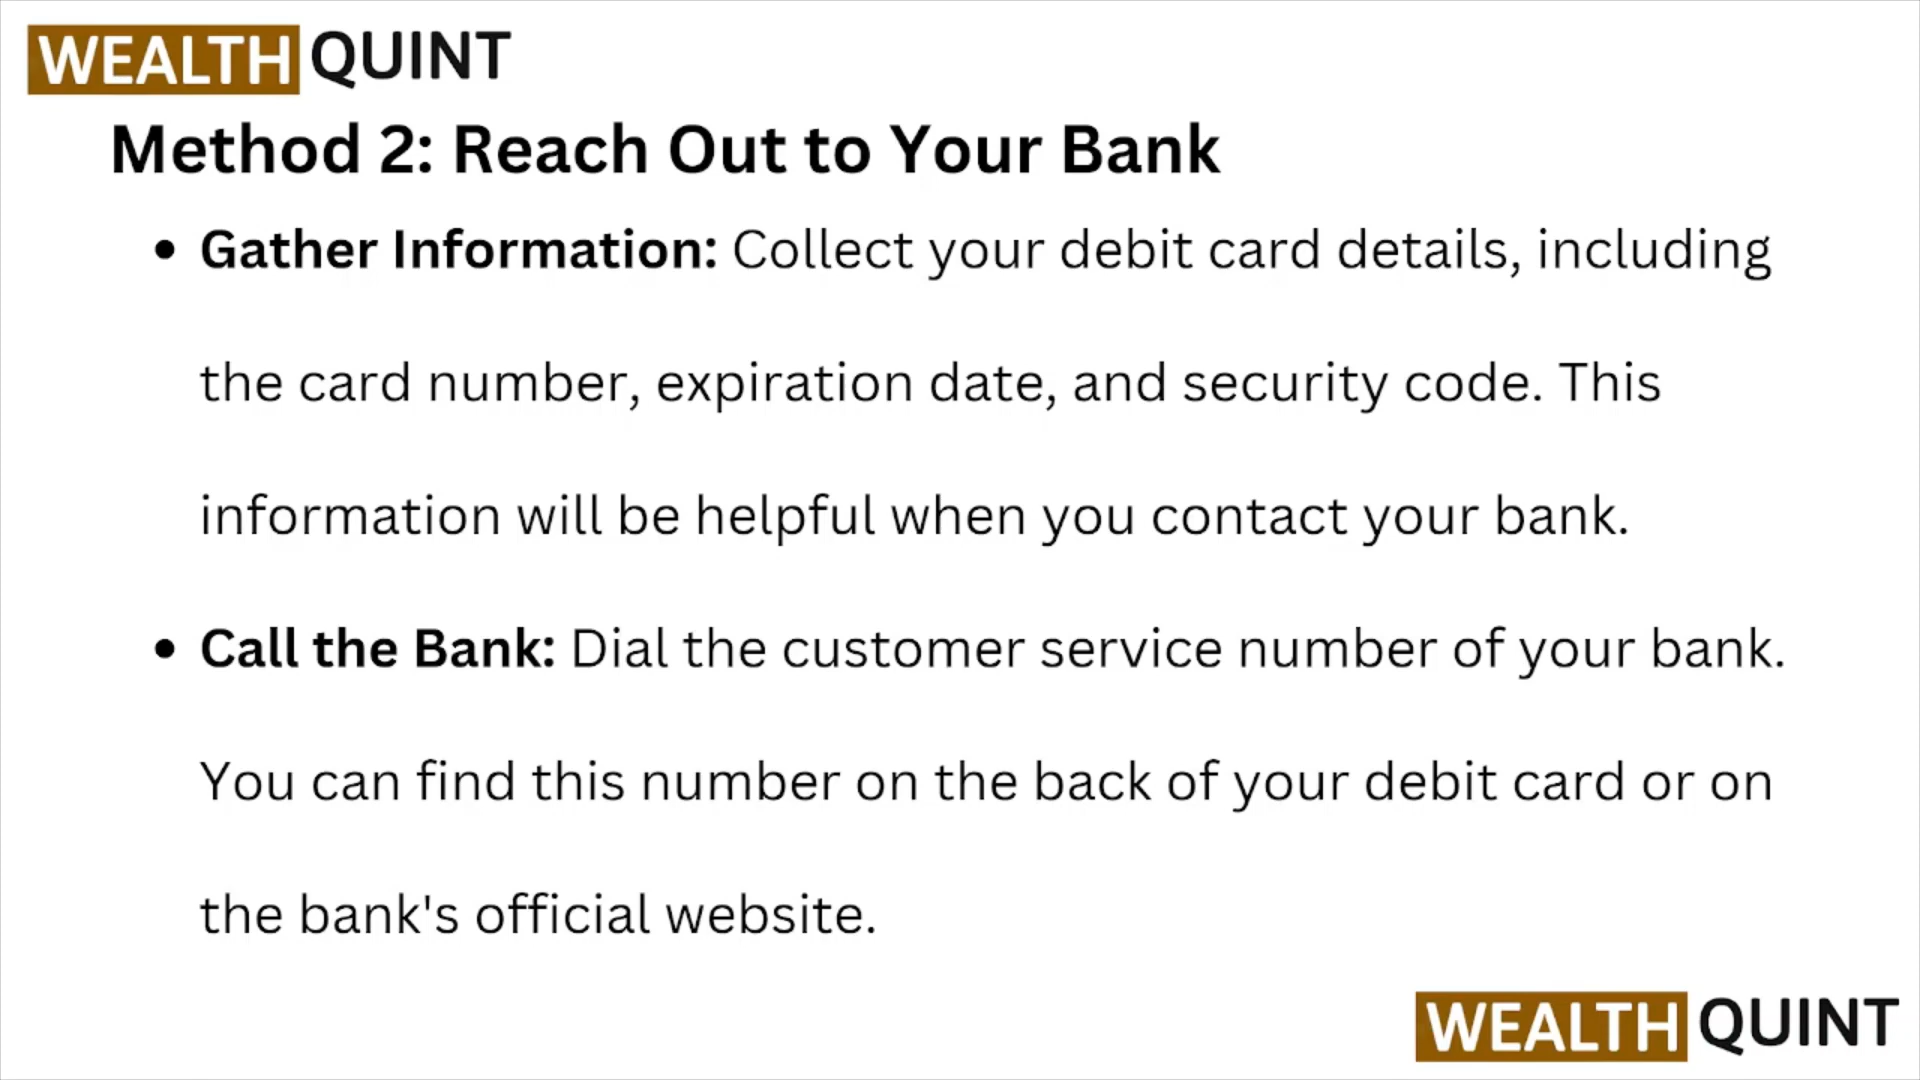 WEALTH QUINT
Method 2: Reach Out to Your Bank
• Gather Information: Collect your debit card details, including
the card number, expiration date, and security code. This
information will be helpful when you contact your bank.
• Call the Bank: Dial the customer service number of your bank.
You can find this number on the back of your debit card or on
the bank's official website.
WEALTH QUINT